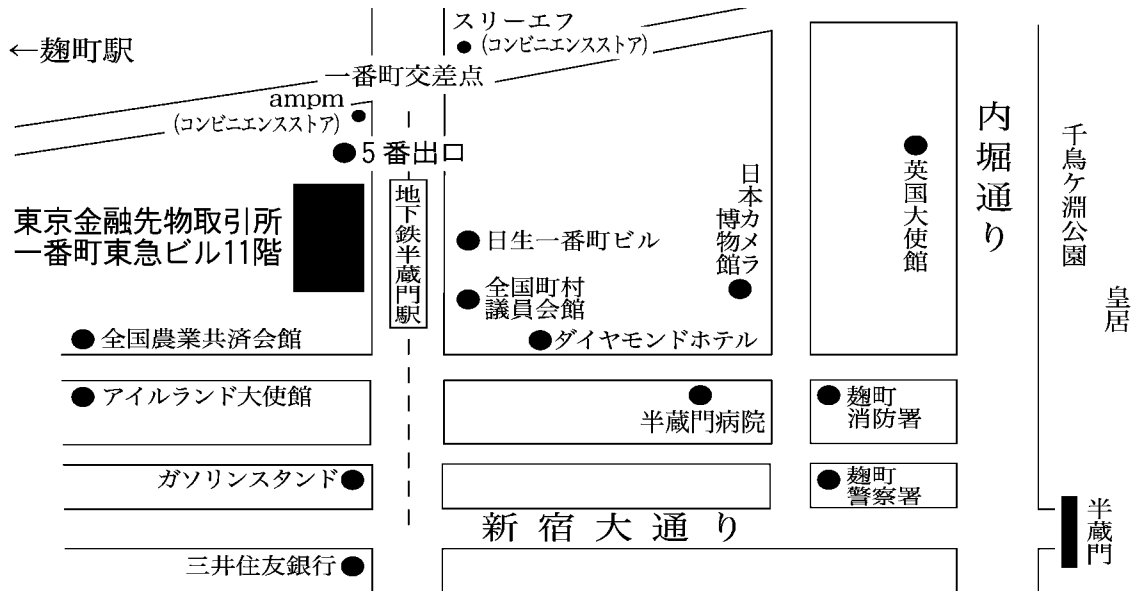 スリーエフ
(コンビニエンスストア)
←麹町駅
一番町交差点
ampm
(コンビニエンスストア)
5番出口
東京金融先物取引所
一番町東急ビル11階
地下鉄半蔵門駅
日生一番町ビル
全国町村
議員会館
日本カメラ
博物館
英国大使館
内堀通り
千鳥ケ淵公園
皇居
全国農業共済会館
ダイヤモンドホテル
アイルランド大使館
半蔵門病院
麹町
消防署
ガソリンスタンド
麹町
警察署
新宿大通り
半蔵門
三井住友銀行